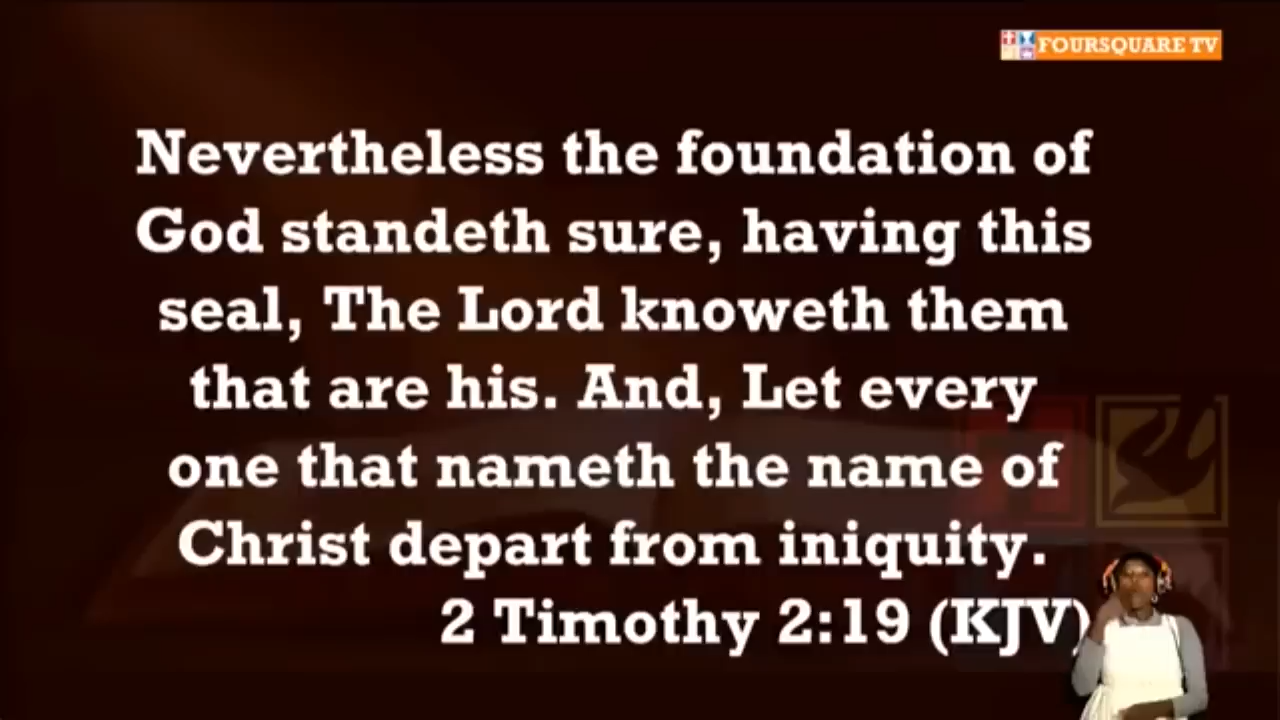 FOURSQUARE TV
Nevertheless the foundation of
God standeth sure, having this
seal, The Lord knoweth them
that are his. And, Let every
one that nameth the name of
Christ depart from iniquity.
2 Timothy 2:19 (KJV)